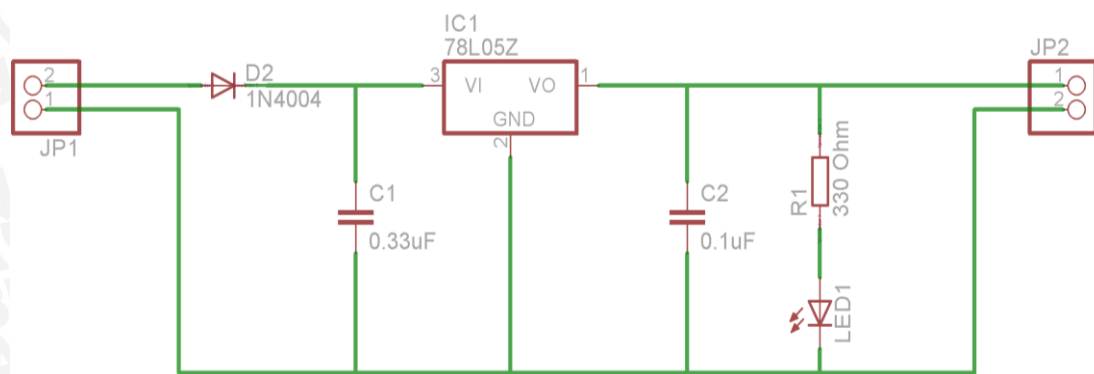 IC1
78L05Z
JP2
D2
1N4004
2
1
JP1
3
VI
VO
1
GND
2
1
2
C1
0.33uF
C2
0.1uF
R1
330 Ohm
LED1